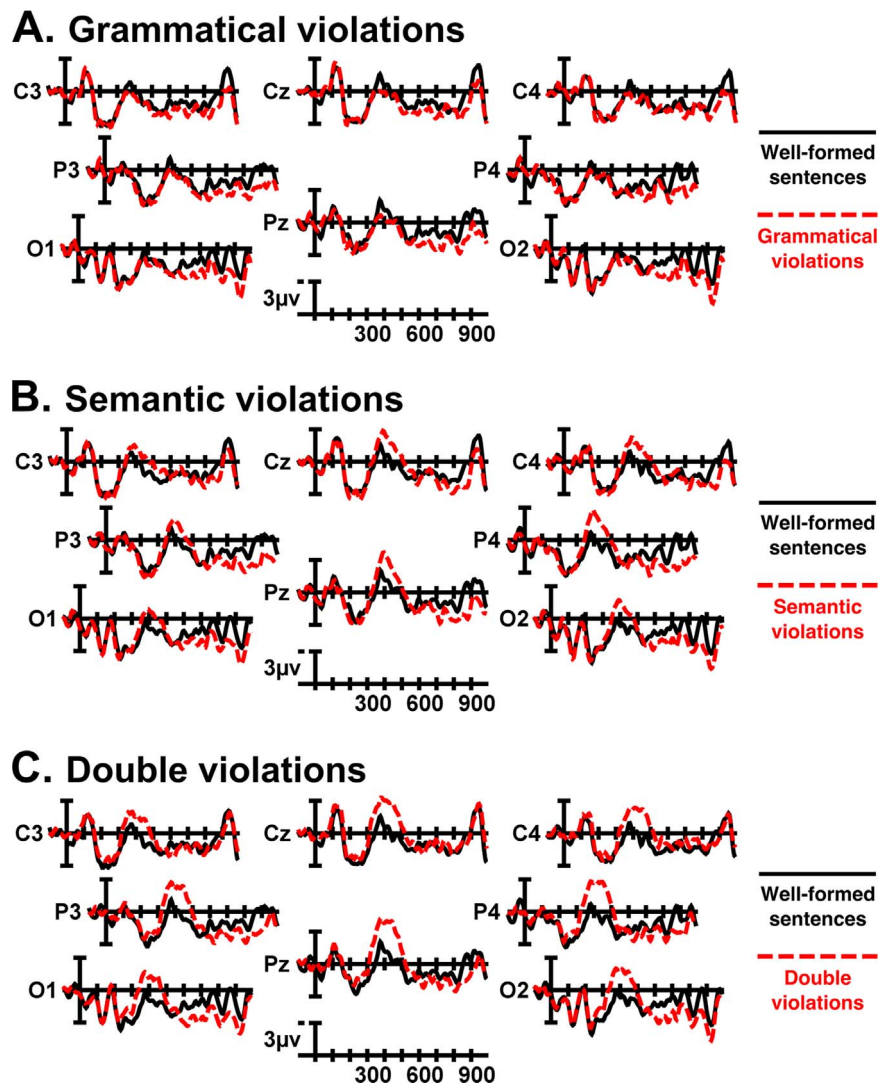 A. Grammatical violations
C3
Cz
C4
P3
P4
Well-formed
sentences
Pz
Grammatical
violations
O1
O2
3µv
300 600 900
B. Semantic violations
C3
Cz
C4
P3
P4
Well-formed
sentences
Pz
O1
O2
Semantic
violations
3µv
300 600 900
C. Double violations
C3
Cz
C4
P3
P4
Well-formed
sentences
Pz
O1
O2
Double
violations
3µv
300 600 900